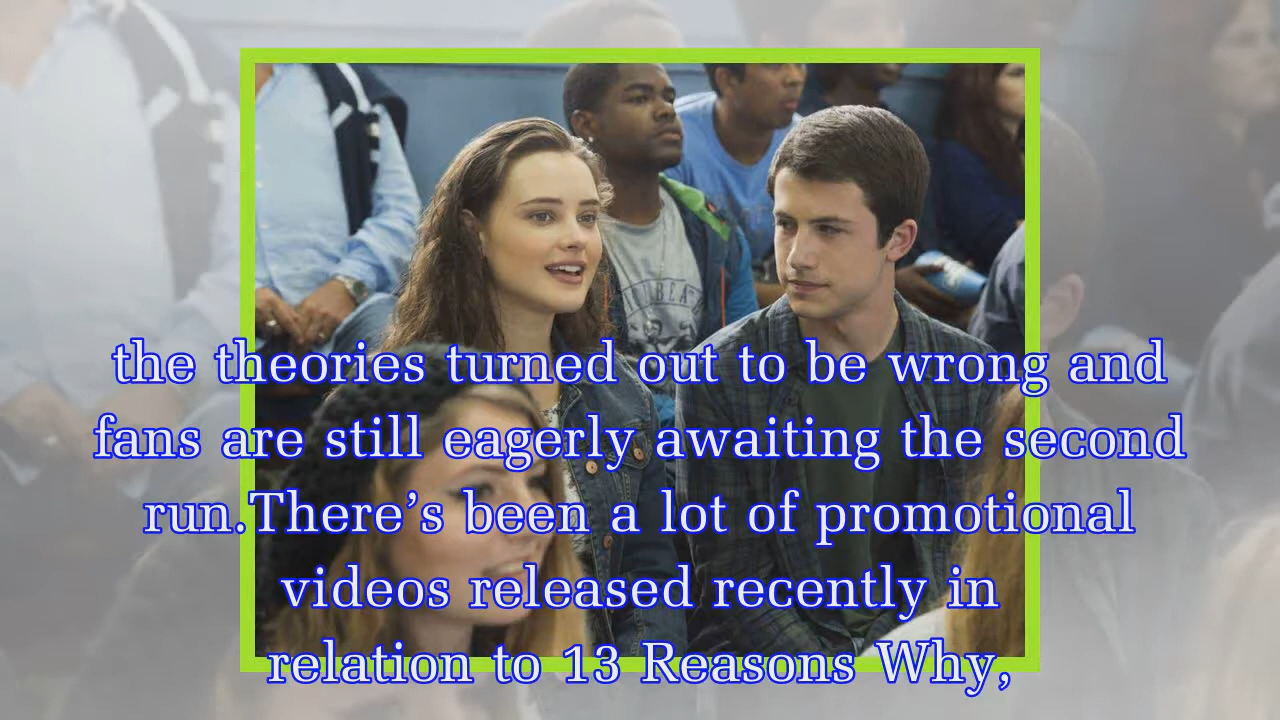 the theories turned out to be wrong and
fans are still eagerly awaiting the second
run.There’s been a lot of promotional
videos released recently in
relation to 13 Reasons Why,